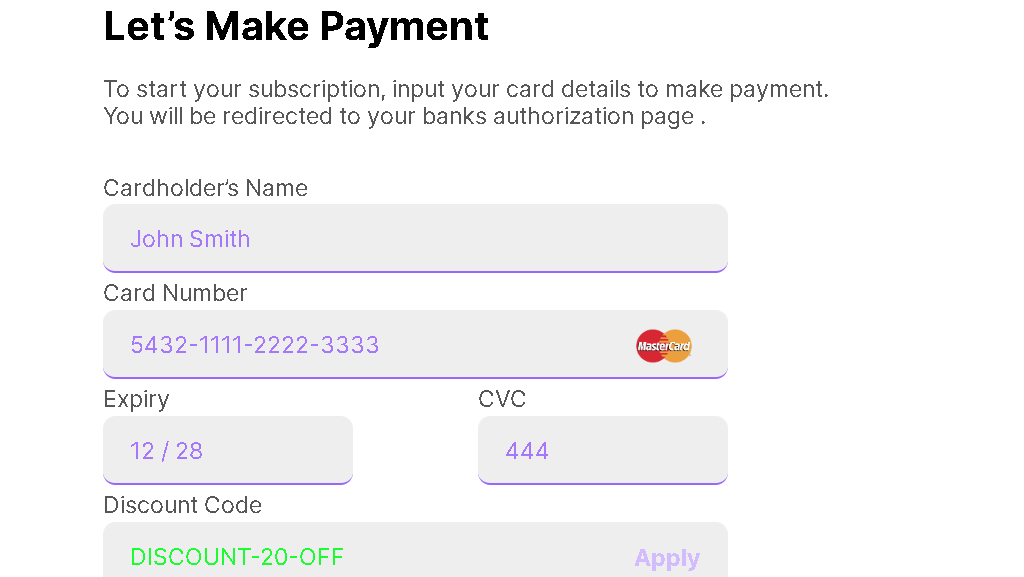 Let’s Make Payment
To start your subscription, input your card details to make payment.
You will be redirected to your banks authorization page .
Cardholder’s Name
John Smith
Card Number
5432-1111-2222-3333
MasterCard
Expiry
CVC
12 / 28
444
Discount Code
DISCOUNT-20-OFF
Apply